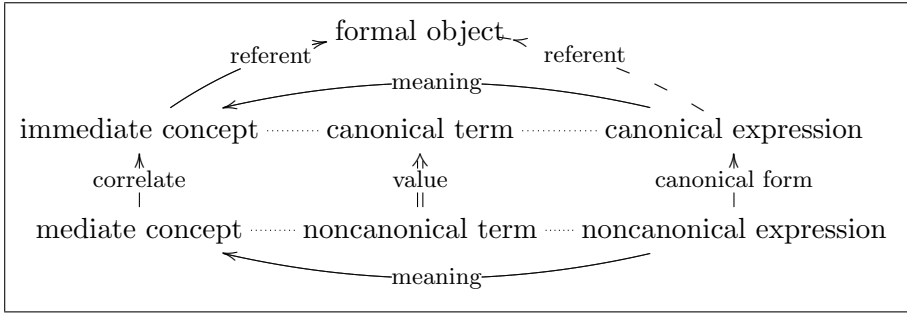 formal object
referent referent
meaning
immediate concept canonical term canonical expression
correlate value canonical form
mediate concept noncanonical term noncanonical expression
meaning